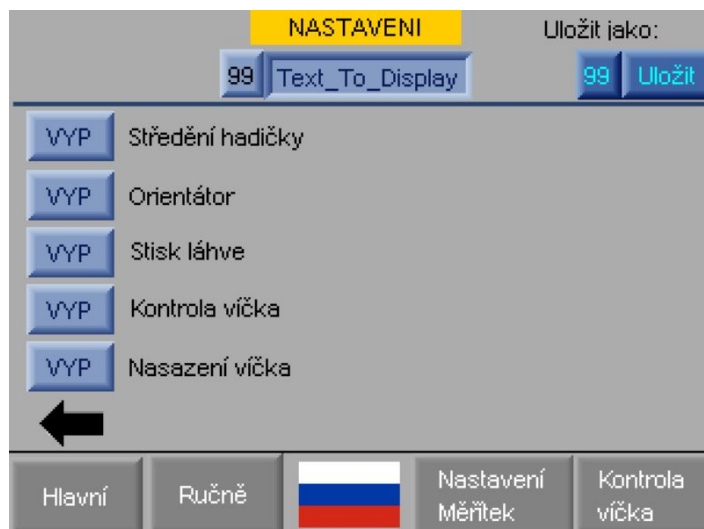 NASTAVENI
Uložit jako:
99 Text_To_Display
99 Uložit
VYP Středění hadičky
VYP Orientátor
VYP Stisk láhve
VYP Kontrola víčka
VYP Nasazení víčka
Hlavní
Ručně
Nastavení
Měřítek
Kontrola
víčka